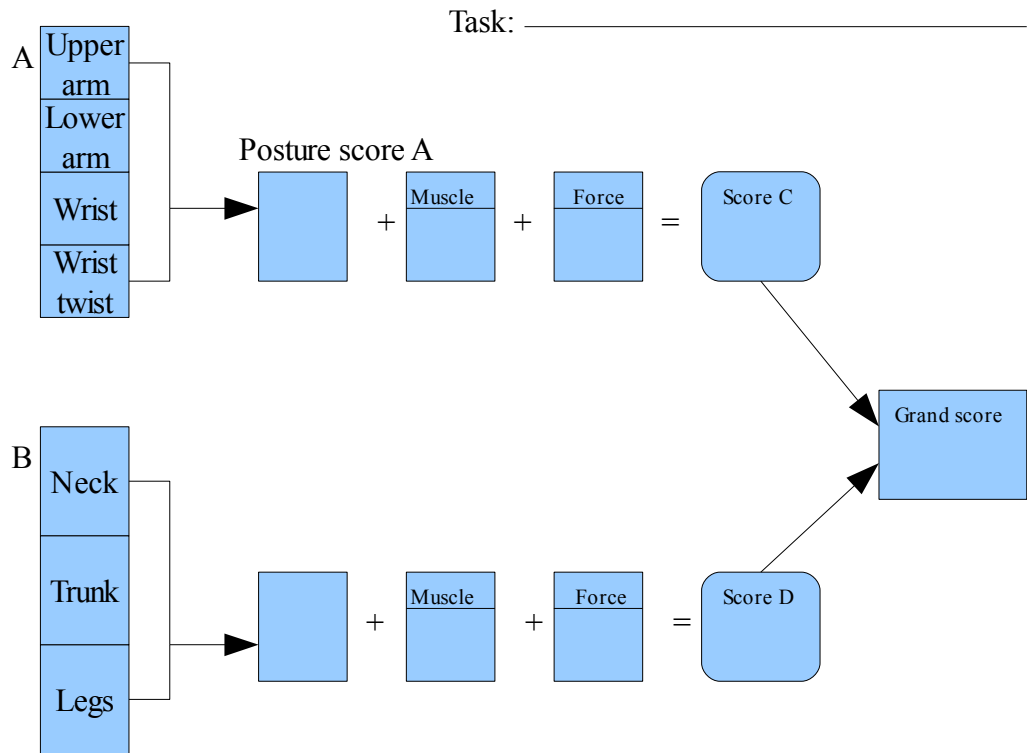 Task:
A
Upper
arm
Lower
arm
Wrist
Wrist
twist
Posture score A
+
Muscle
+
Force
=
Score C
Grand score
B
Neck
Trunk
Legs
+
Muscle
+
Force
=
Score D